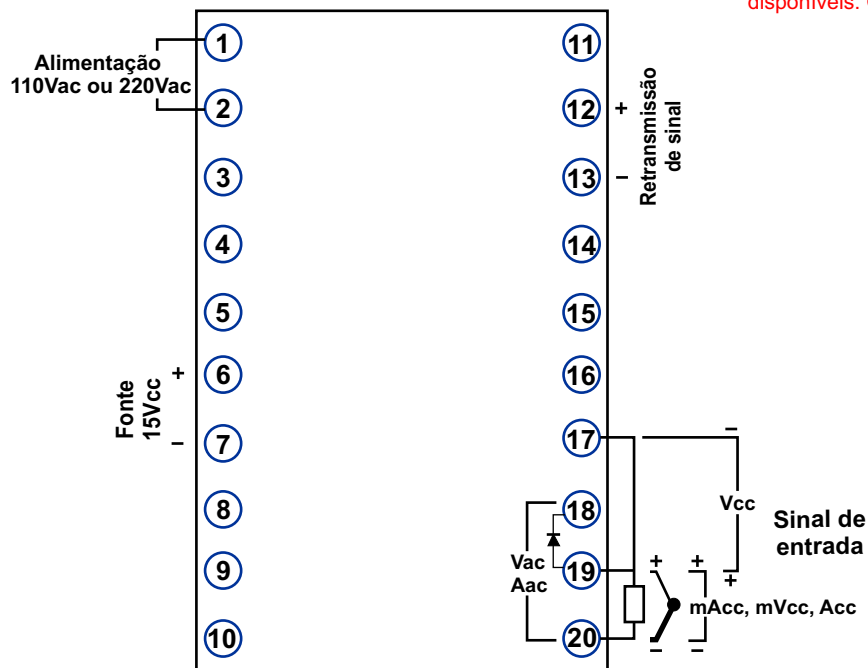 disponíveis.
Alimentação
110Vac ou 220Vac
1
2
3
4
5
6
7
8
9
10
+
Fonte
15Vcc
−
11
12
13
14
15
16
17
18
19
20
+
Retransmissão
de sinal
−
−
Vcc
+
Sinal de
entrada
Vac
Aac
+
+
mAcc, mVcc, Acc
−
−